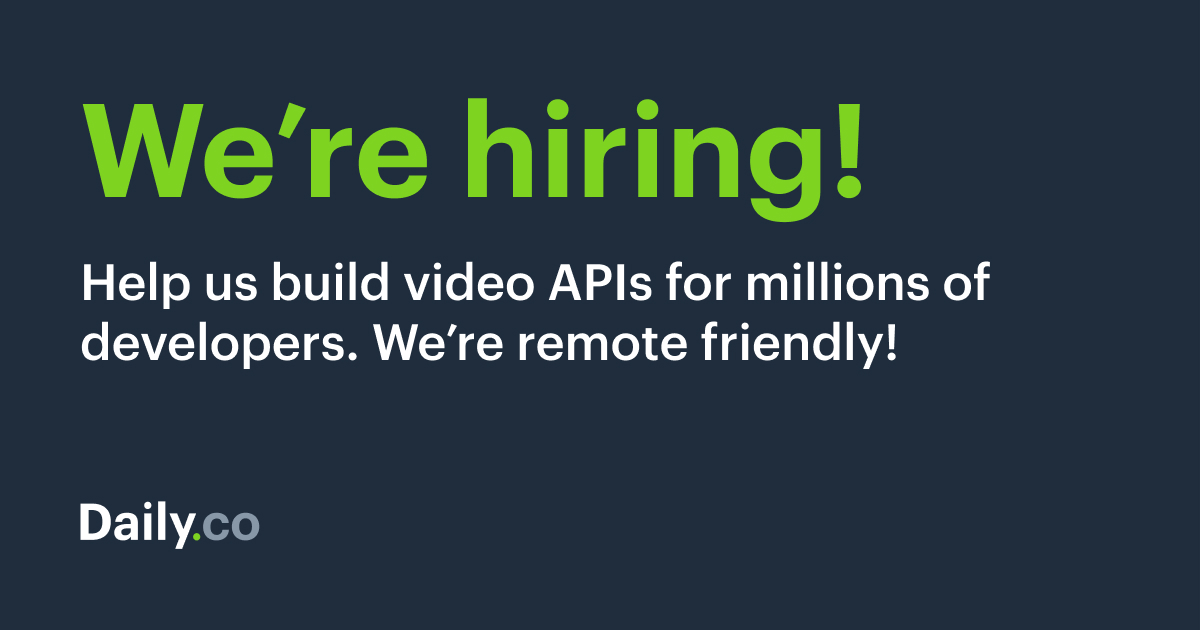 We’re hiring!
Help us build video APIs for millions of
developers. We’re remote friendly!
Daily.co